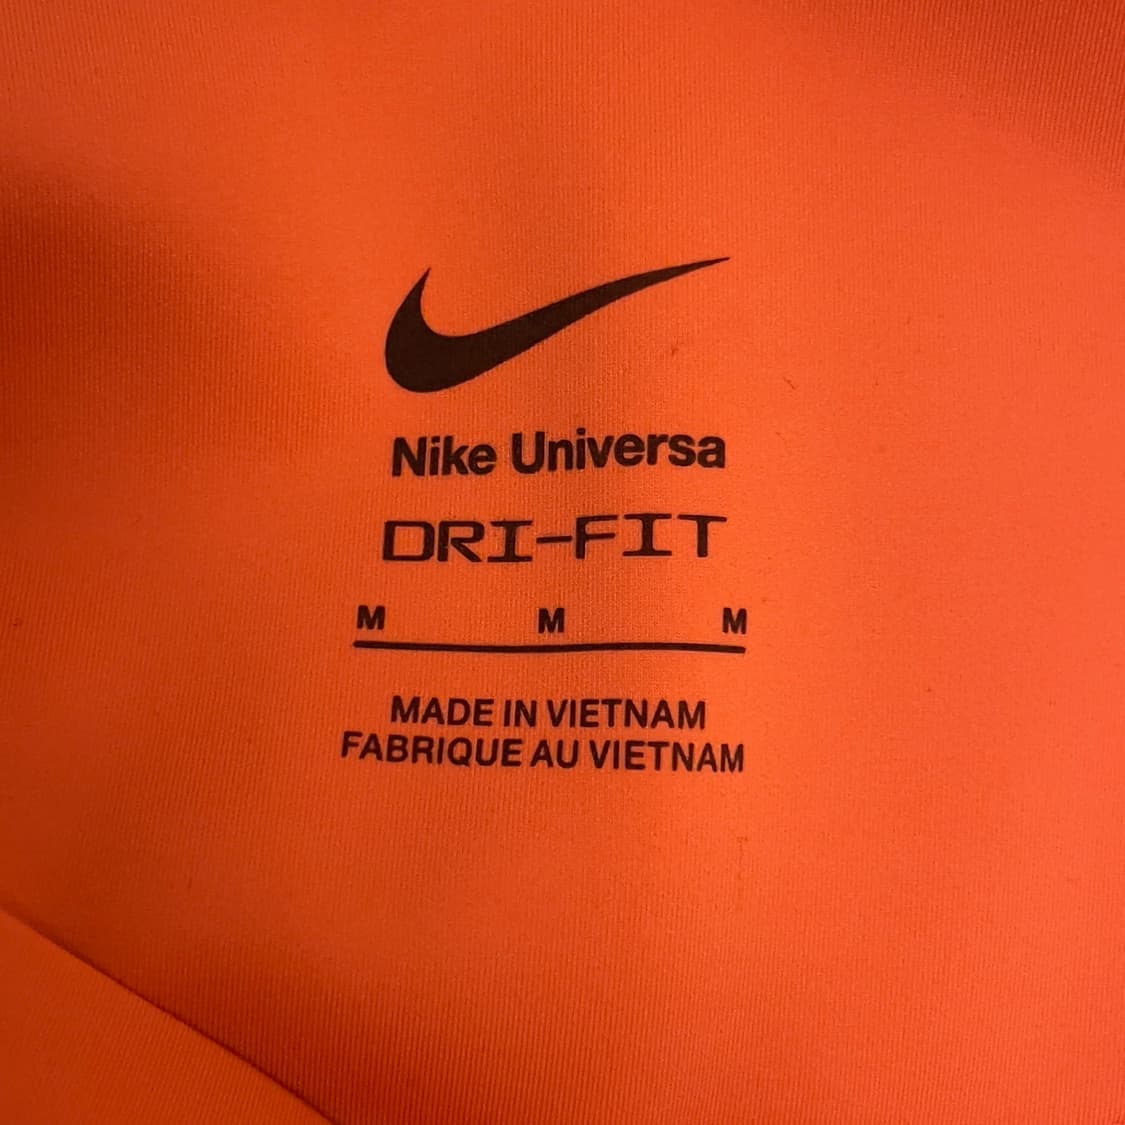 Nike Universa
DRI-FIT
M M M
MADE IN VIETNAM
FABRIQUE AU VIETNAM